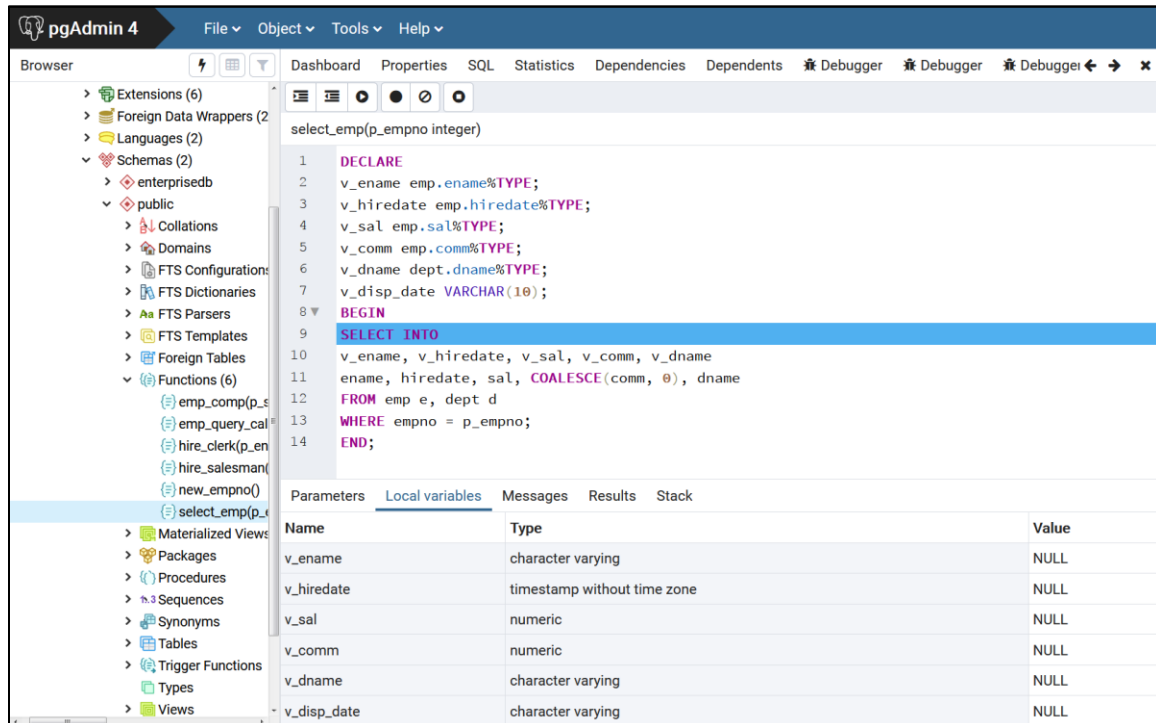 pgAdmin 4 File Object Tools Help
Browser
Dashboard Properties SQL Statistics Dependencies Dependents Debugger Debugger Debugger
Extensions (6)
Foreign Data Wrappers (2
Languages (2)
Schemas (2)
enterprisedb
public
Collations
Domains
FTS Configurations
FTS Dictionaries
FTS Parsers
FTS Templates
Foreign Tables
Functions (6)
emp_comp(p_s
emp_query_cal
hire_clerk(p_en
hire_salesman(
new_empno()
select_emp(p_e
Materialized Views
Packages
Procedures
Sequences
Synonyms
Tables
Trigger Functions
Types
Views
select_emp(p_empno integer)
1 DECLARE
2 v_ename emp.ename%TYPE;
3 v_hiredate emp.hiredate%TYPE;
4 v_sal emp.sal%TYPE;
5 v_comm emp.comm%TYPE;
6 v_dname dept.dname%TYPE;
7 v_disp_date VARCHAR(10);
8 BEGIN
9 SELECT INTO
10 v_ename, v_hiredate, v_sal, v_comm, v_dname
11 ename, hiredate, sal, COALESCE(comm, 0), dname
12 FROM emp e, dept d
13 WHERE empno = p_empno;
14 END;
Parameters Local variables Messages Results Stack
Name Type Value
v_ename character varying NULL
v_hiredate timestamp without time zone NULL
v_sal numeric NULL
v_comm numeric NULL
v_dname character varying NULL
v_disp_date character varying NULL